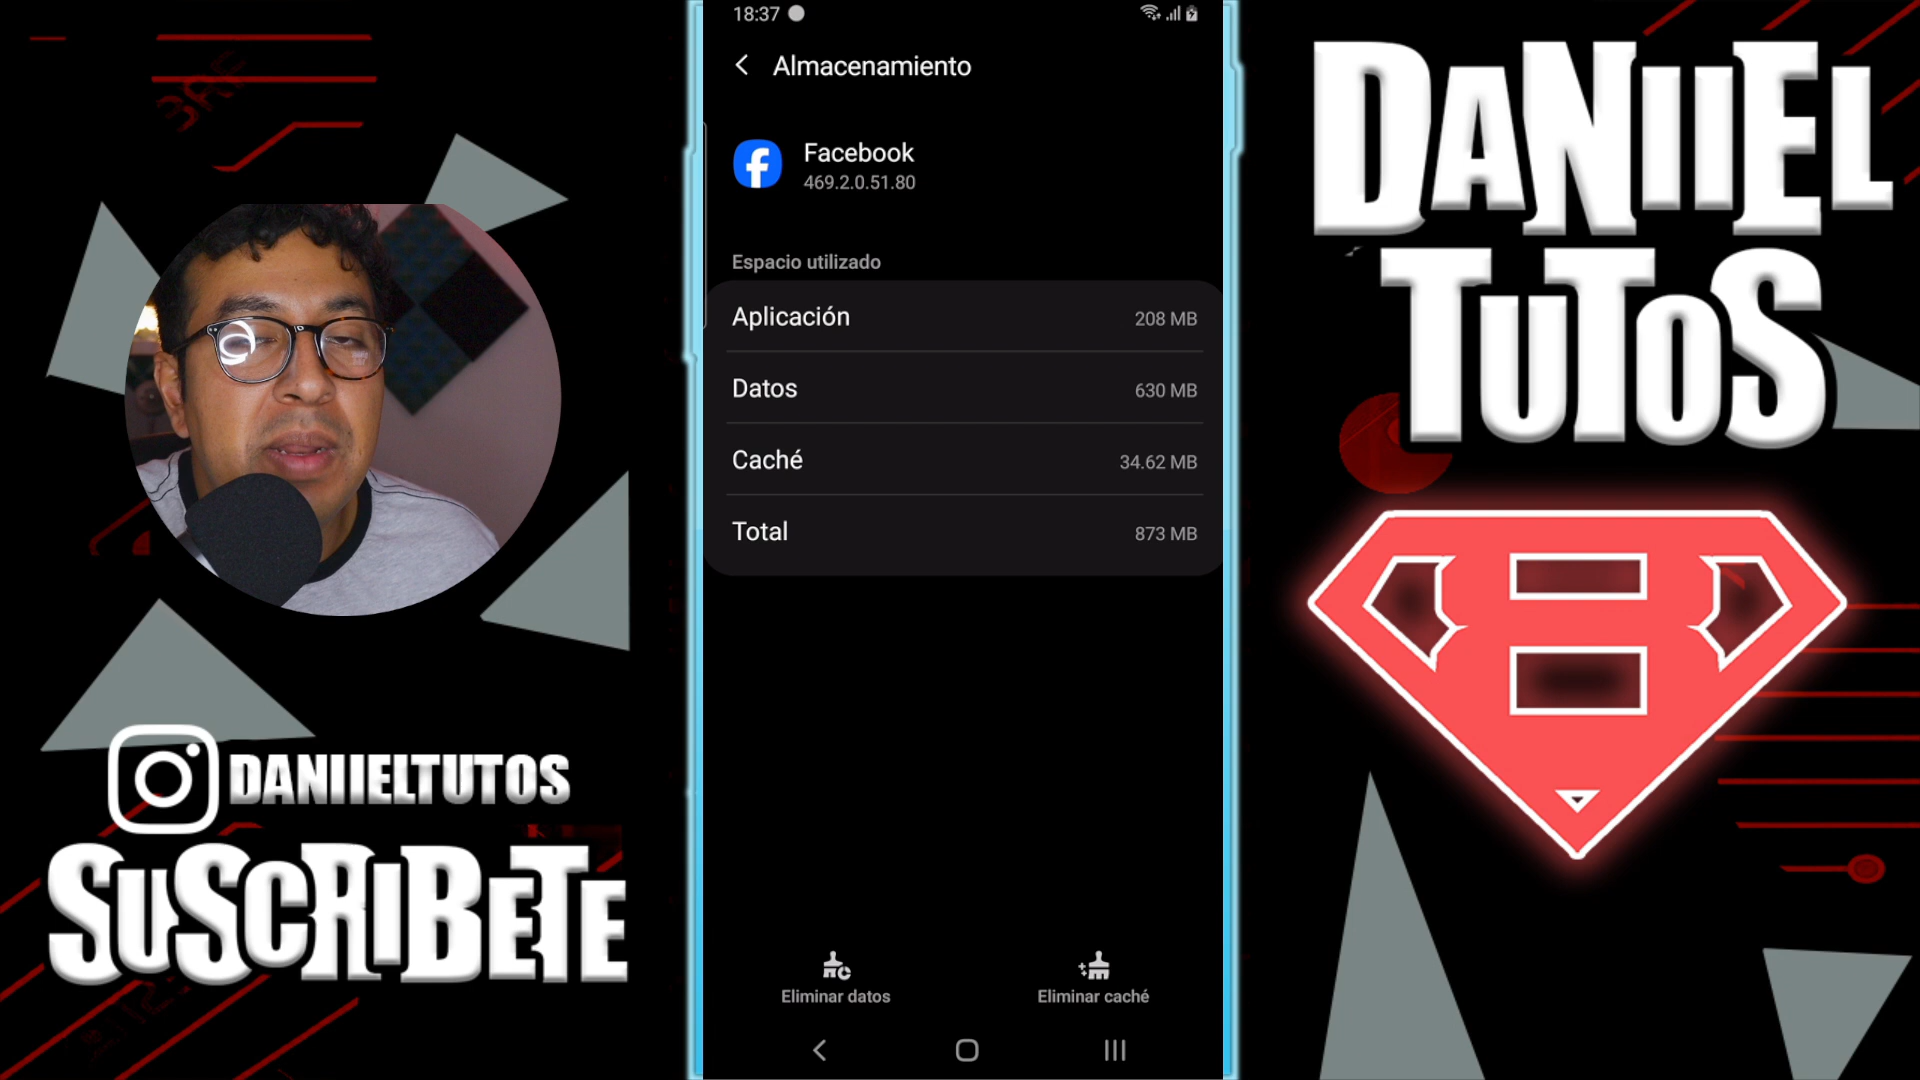 18:37
Almacenamiento
Facebook
469.2.0.51.80
Espacio utilizado
Aplicación 208 MB
Datos 630 MB
Caché 34.62 MB
Total 873 MB
Eliminar datos
Eliminar caché
DANIIELTUTOS
SUSCRIBETE
DANIIEL
TUTOS